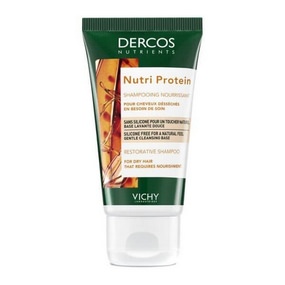 DERCOS
NUTRIENTS
Nutri Protein
SHAMPOOING NOURRISSANT
POUR CHEVEUX DESSÉCHÉS
EN BESOIN DE SOIN
SANS SILICONE POUR UN TOUCHER NATUREL
BASE LAVANTE DOUCE
SILICONE FREE FOR A NATURAL FEEL
GENTLE CLEANSING BASE
RESTORATIVE SHAMPOO
FOR DRY HAIR
THAT REQUIRES NOURISHMENT
VICHY
LABORATOIRES